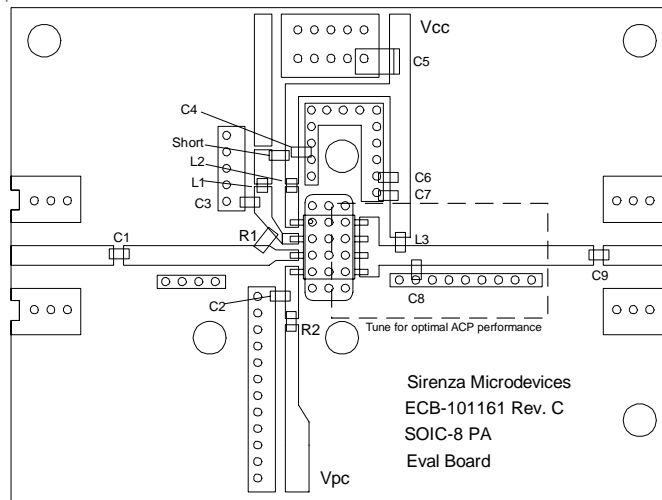 Vcc
C5
C4
Short
L2
L1
C3
C6
C7
R1
C1
L3
C9
C8
C2
R2
Tune for optimal ACP performance
Sirenza Microdevices
ECB-101161 Rev. C
SOIC-8 PA
Eval Board
Vpc